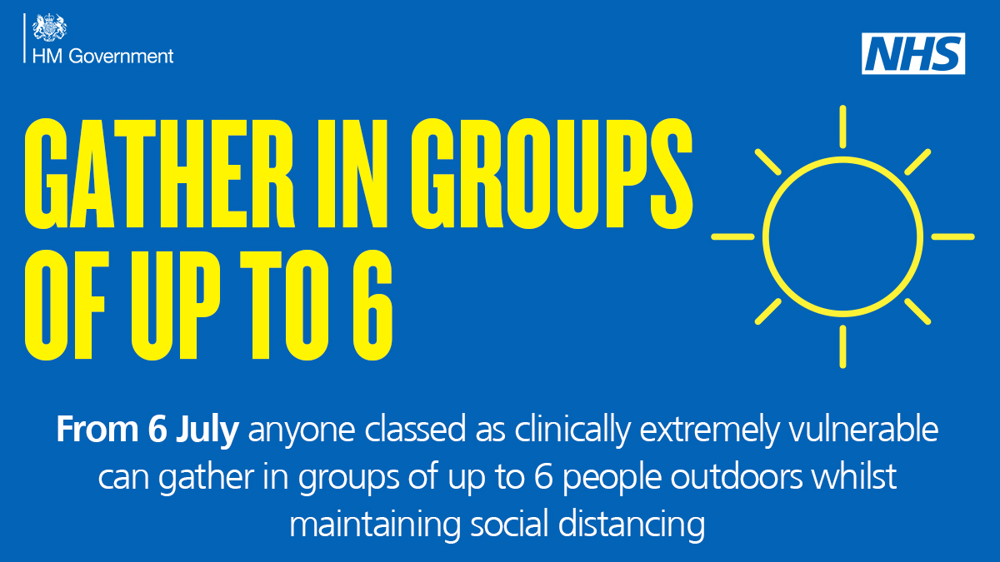 HM Government
NHS
GATHER IN GROUPS
OF UP TO 6
From 6 July anyone classed as clinically extremely vulnerable
can gather in groups of up to 6 people outdoors whilst
maintaining social distancing